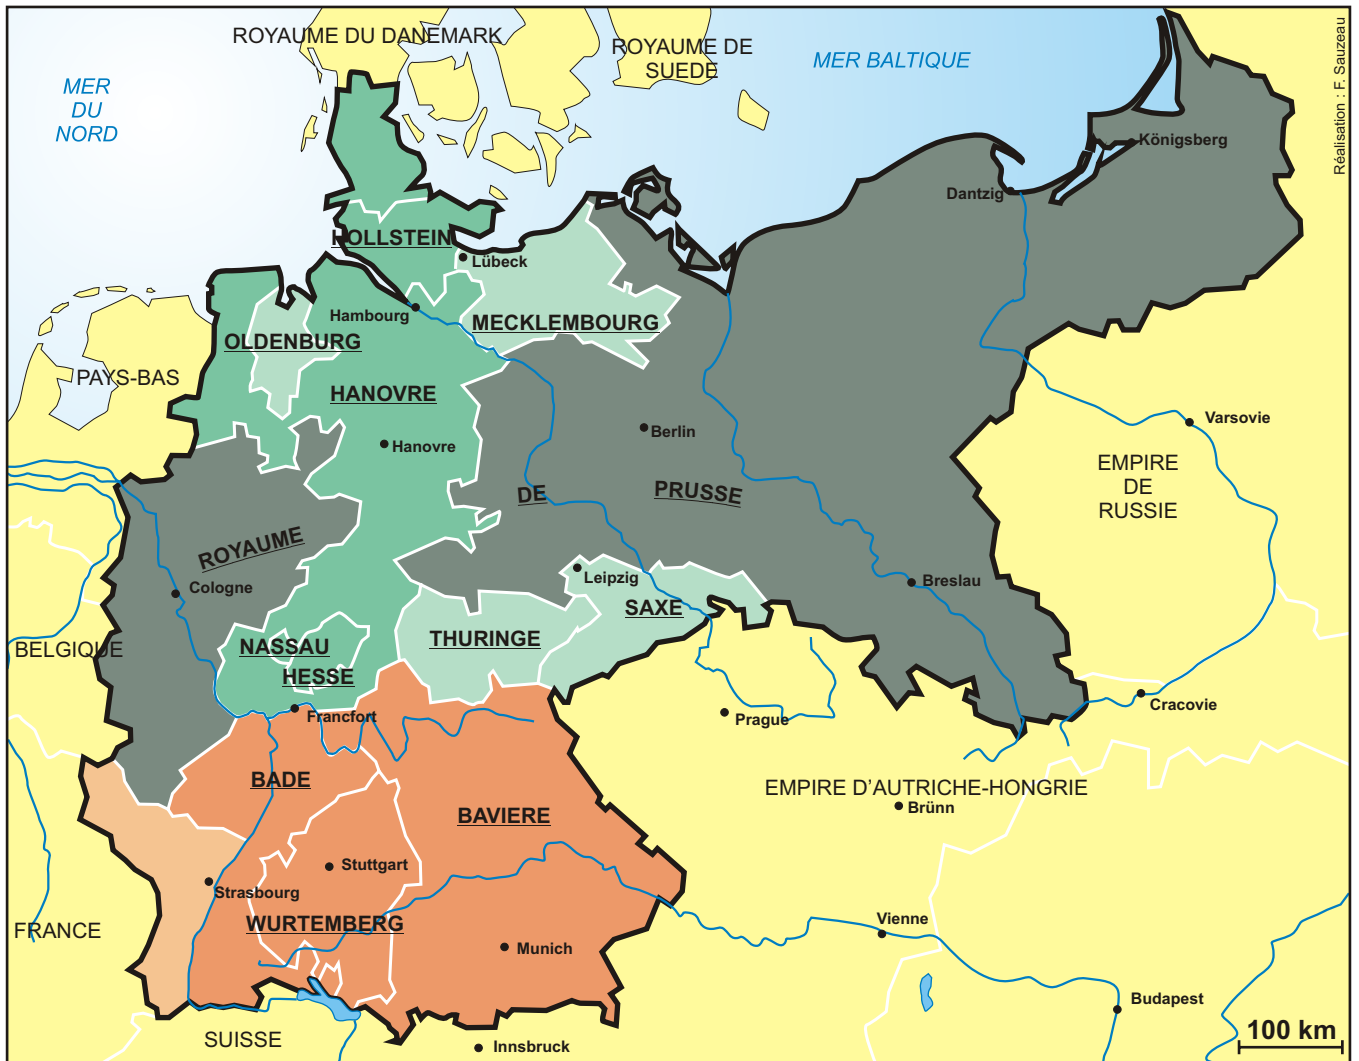 ROYAUME DU DANEMARK
ROYAUME DE
SUEDE
MER BALTIQUE
MER
DU
NORD
Réalisation : F. Sauzeau
Königsberg
Dantzig
HOLLSTEIN
Lübeck
Hambourg
MECKLEMBOURG
OLDENBURG
PAYS-BAS
HANOVRE
Hanovre
Berlin
Varsovie
EMPIRE
DE
RUSSIE
ROYAUME
DE
PRUSSE
Cologne
Leipzig
Breslau
SAXE
BELGIQUE
NASSAU
HESSE
THURINGE
Francfort
Prague
Cracovie
BADE
BAVIERE
EMPIRE D'AUTRICHE-HONGRIE
Brünn
Stuttgart
Strasbourg
FRANCE
WURTEMBERG
Munich
Vienne
Budapest
SUISSE
Innsbruck
100 km